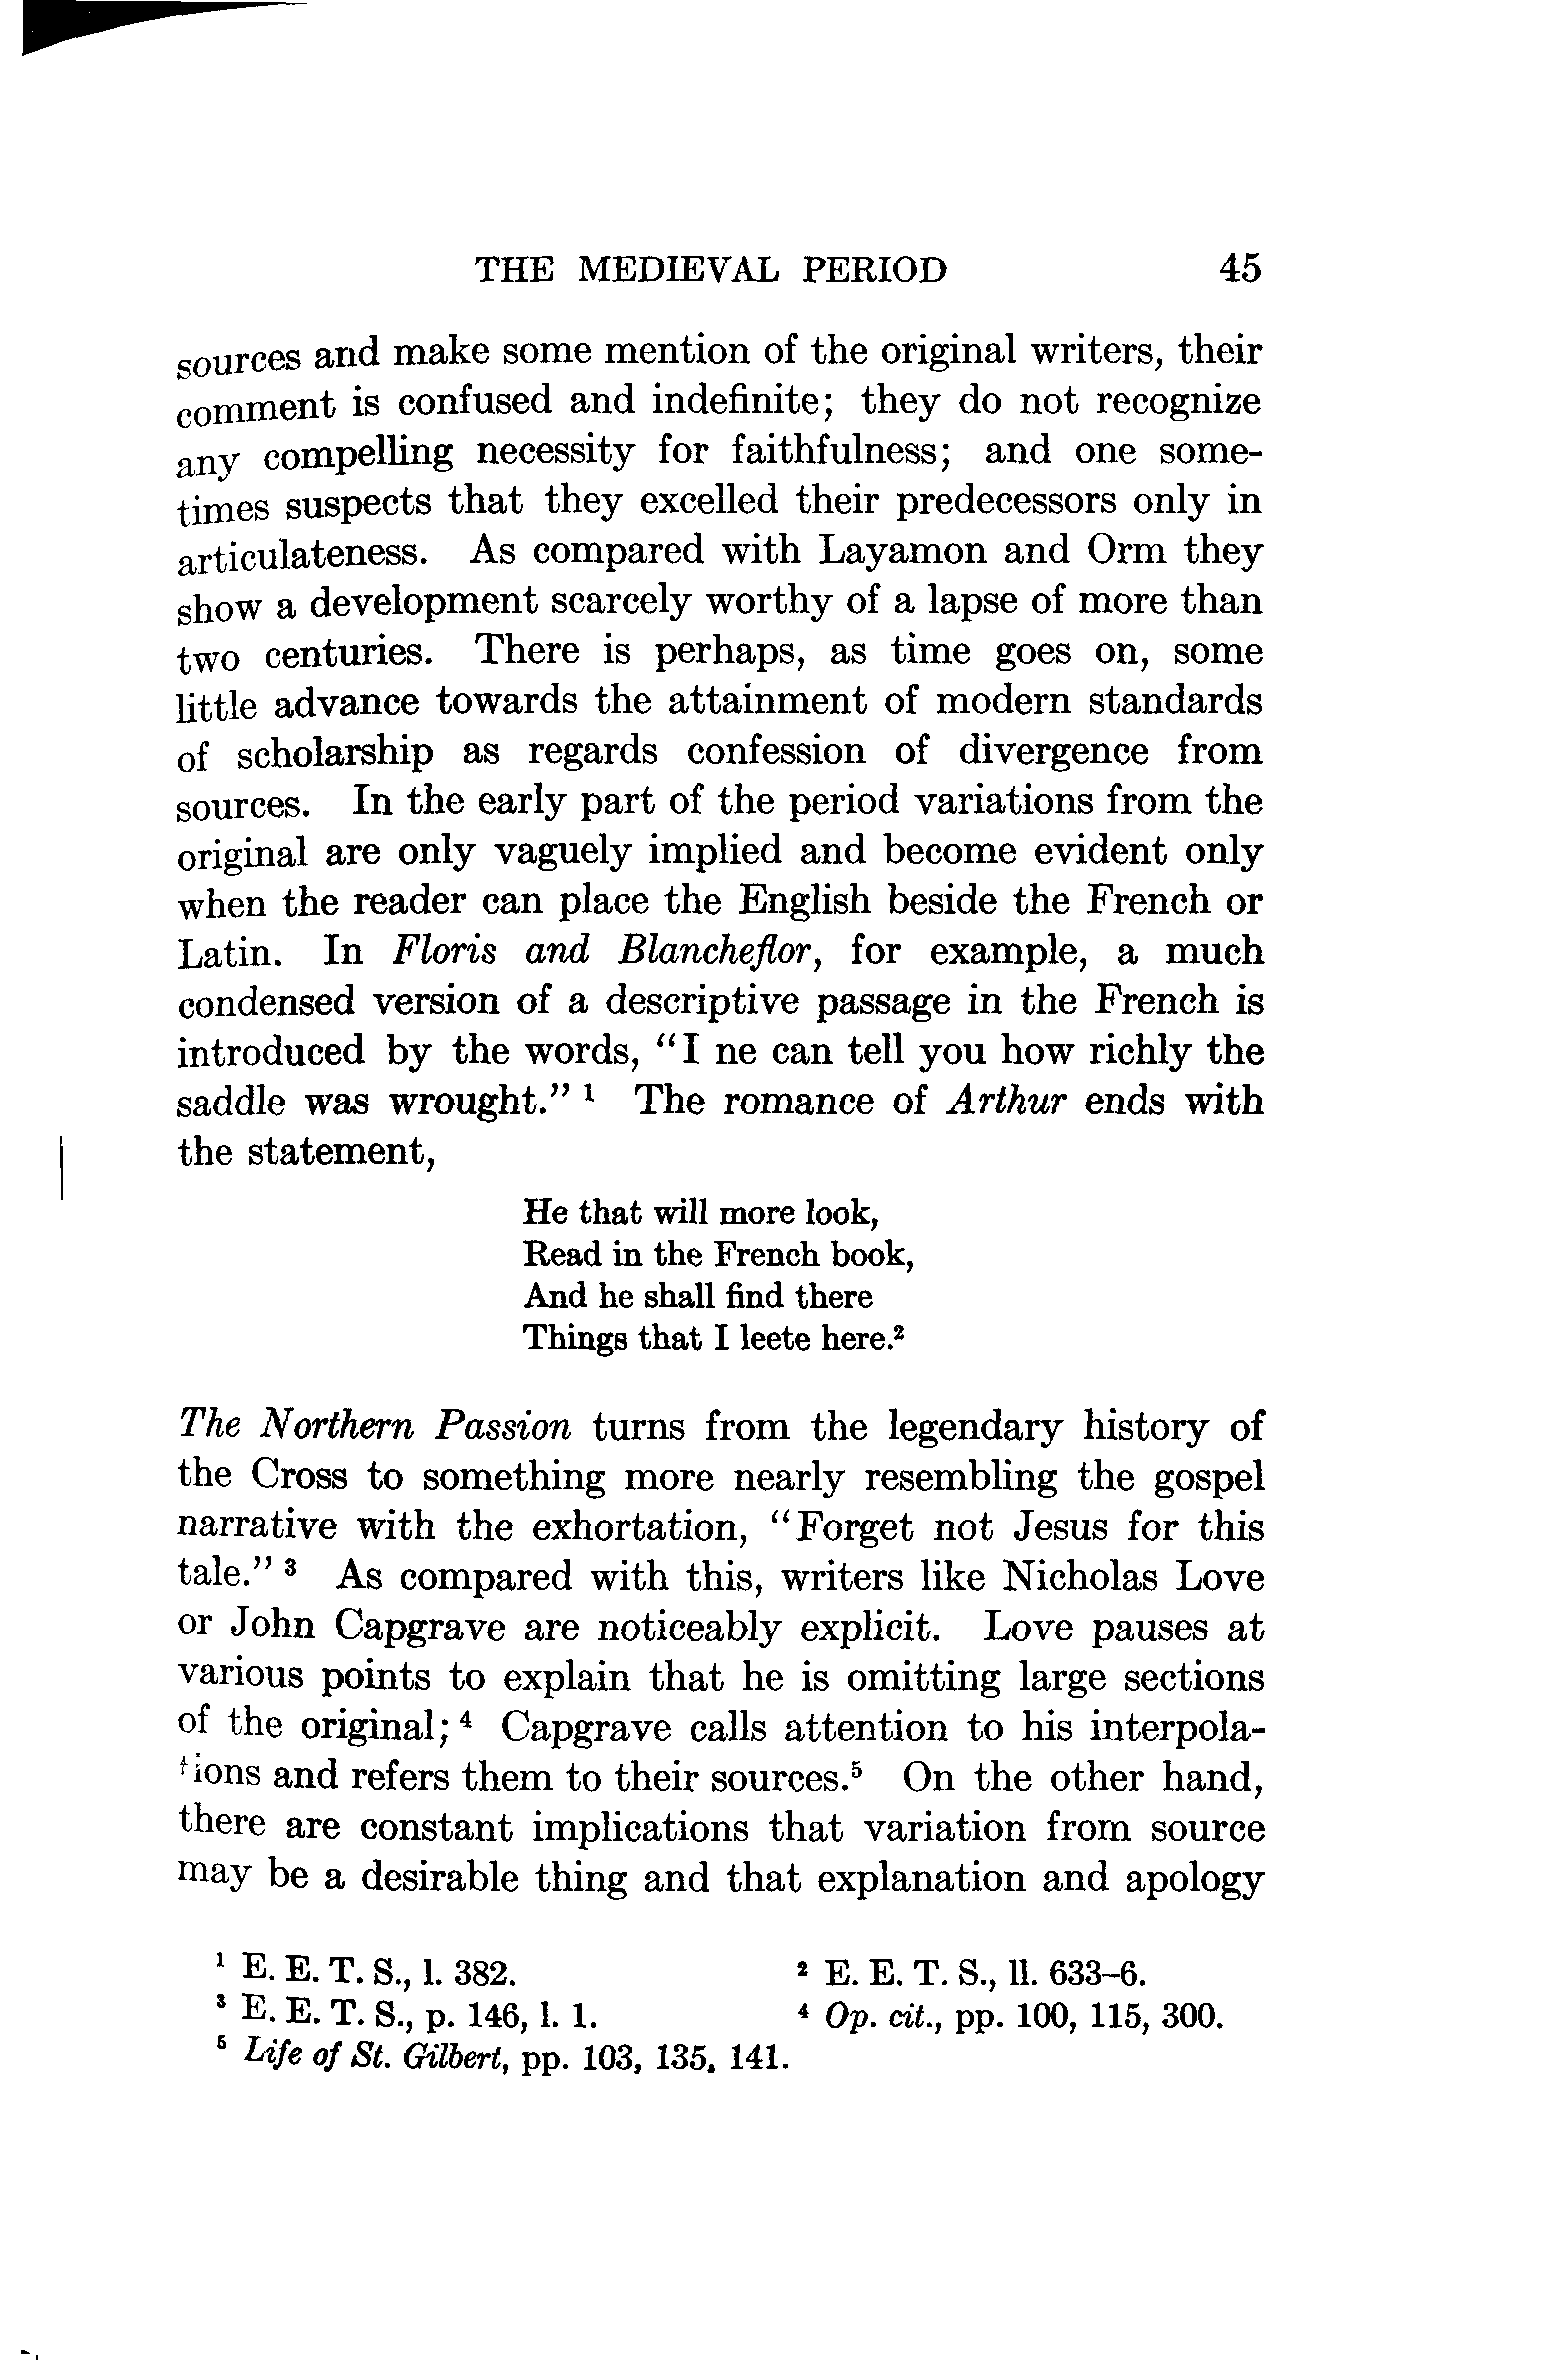 THE MEDIEVAL PERIOD 45
sources and make some mention of the original writers, their
comment is confused and indefinite; they do not recognize
any compelling necessity for faithfulness; and one some-
times suspects that they excelled their predecessors only in
articulateness. As compared with Layamon and Orm they
show a development scarcely worthy of a lapse of more than
two centuries. There is perhaps, as time goes on, some
little advance towards the attainment of modern standards
of scholarship as regards confession of divergence from
sources. In the early part of the period variations from the
original are only vaguely implied and become evident only
when the reader can place the English beside the French or
Latin. In Floris and Blancheflor, for example, a much
condensed version of a descriptive passage in the French is
introduced by the words, “I ne can tell you how richly the
saddle was wrought.” ¹ The romance of Arthur ends with
the statement,
He that will more look,
Read in the French book,
And he shall find there
Things that I leete here.²
The Northern Passion turns from the legendary history of
the Cross to something more nearly resembling the gospel
narrative with the exhortation, “Forget not Jesus for this
tale.” ³ As compared with this, writers like Nicholas Love
or John Capgrave are noticeably explicit. Love pauses at
various points to explain that he is omitting large sections
of the original; ⁴ Capgrave calls attention to his interpola-
tions and refers them to their sources.⁵ On the other hand,
there are constant implications that variation from source
may be a desirable thing and that explanation and apology
¹ E. E. T. S., l. 382. ² E. E. T. S., ll. 633–6.
³ E. E. T. S., p. 146, l. 1. ⁴ Op. cit., pp. 100, 115, 300.
⁵ Life of St. Gilbert, pp. 103, 135, 141.